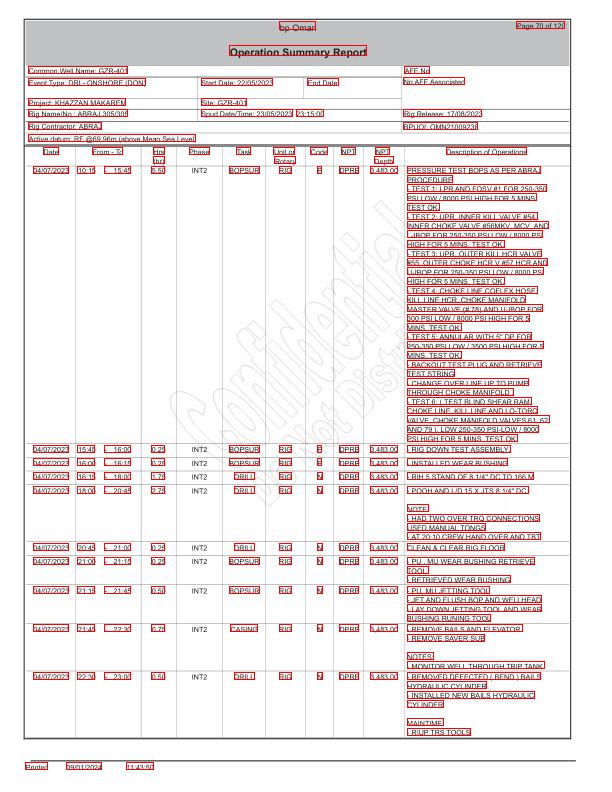 bp Oman
Page 70 of 120
Operation Summary Report
Common Well Name: GZR-401
AFE No
Event Type: DRL- ONSHORE (DON)
Start Date: 22/05/2023
End Date
No AFE Associated
Project: KHAZZAN MAKAREM
Site: GZR-401
Rig Name/No.: ABRAJ 305/305
Spud Date/Time: 23/05/2023 23:15:00
Rig Release: 17/08/2023
Rig Contractor: ABRAJ
BPUOI: OMN21009236
Active datum: RF @69.96m (above Mean Sea Level)
Date From - To Hrs (hr) Phase Task Unit or Rotary Code NPT NPT Depth Description of Operations
04/07/2023 10:15 - 15:45 5.50 INT2 BOPSUR RIG P DPRB 3,483.00 PRESSURE TEST BOPS AS PER ABRAJ
PROCEDURE
- TEST 1: LPR AND FOSV #1 FOR 250-350
PSI LOW / 8000 PSI HIGH FOR 5 MINS.
TEST OK.
- TEST 2: UPR, INNER KILL VALVE #54,
INNER CHOKE VALVE #56MKV, MCV, AND
U-IBOP FOR 250-350 PSI LOW / 8000 PSI
HIGH FOR 5 MINS. TEST OK.
- TEST 3: UPR, OUTER KILL HCR VALVE
#55, OUTER CHOKE HCR V #57 HCR AND
U-IBOP FOR 250-350 PSI LOW / 8000 PSI
HIGH FOR 5 MINS. TEST OK
- TEST 4: CHOKE LINE COFLEX HOSE,
KILL LINE HCR, CHOKE MANIFOLD
MASTER VALVE (# 78) AND U-IBOP FOR
300 PSI LOW / 8000 PSI HIGH FOR 5
MINS. TEST OK
- TEST 5: ANNULAR WITH 5" DP FOR
250-350 PSI LOW / 3500 PSI HIGH FOR 5
MINS. TEST OK
- BACKOUT TEST PLUG AND RETRIEVE
TEST STRING
- CHANGE OVER LINE UP TO PUMP
THROUGH CHOKE MANIFOLD
- TEST 6: ( TEST BLIND SHEAR RAM,
CHOKE LINE, KILL LINE AND LO-TORQ
VALVE, CHOKE MANIFOLD VALVES 61, 62
AND 79 ), LOW 250-350 PSI-LOW / 8000
PSI HIGH FOR 5 MINS. TEST OK
04/07/2023 15:45 - 16:00 0.25 INT2 BOPSUR RIG P DPRB 3,483.00 - RIG DOWN TEST ASSEMBLY.
04/07/2023 16:00 - 16:15 0.25 INT2 BOPSUR RIG P DPRB 3,483.00 - INSTALLED WEAR BUSHING
04/07/2023 16:15 - 18:00 1.75 INT2 DRILL RIG N DPRB 3,483.00 - RIH 5 STAND OF 8.1/4" DC TO 166 M
04/07/2023 18:00 - 20:45 2.75 INT2 DRILL RIG N DPRB 3,483.00 - POOH AND L/D 15 X JTS 8 1/4" DC.
NOTE:
- HAD TWO OVER TRQ CONNECTIONS
USED MANUAL TONGS
- AT 20:10 CREW HAND OVER AND TBT
04/07/2023 20:45 - 21:00 0.25 INT2 DRILL RIG N DPRB 3,483.00 CLEAN & CLEAR RIG FLOOR
04/07/2023 21:00 - 21:15 0.25 INT2 BOPSUR RIG N DPRB 3,483.00 - PU , MU WEAR BUSHING RETRIEVE
TOOL
- RETRIEVED WEAR BUSHING
04/07/2023 21:15 - 21:45 0.50 INT2 BOPSUR RIG N DPRB 3,483.00 - PU, MU JETTING TOOL
- JET AND FLUSH BOP AND WELLHEAD
- LAY DOWN JETTING TOOL AND WEAR
BUSHING RUNING TOOL
04/07/2023 21:45 - 22:30 0.75 INT2 CASING RIG N DPRB 3,483.00 - REMOVE BAILS AND ELEVATOR
- REMOVE SAVER SUB
NOTES:
- MONITOR WELL THROUGH TRIP TANK
04/07/2023 22:30 - 23:00 0.50 INT2 DRILL RIG N DPRB 3,483.00 - REMOVED DEFECTED ( BEND ) BAILS
HYDRAULIC CYLINDER
- INSTALLED NEW BAILS HYDRAULIC
CYLINDER
MAINTIME:
- R\UP TRS TOOLS
Confidential
Do Not Distri
Printed 09/01/2024 11:43:50